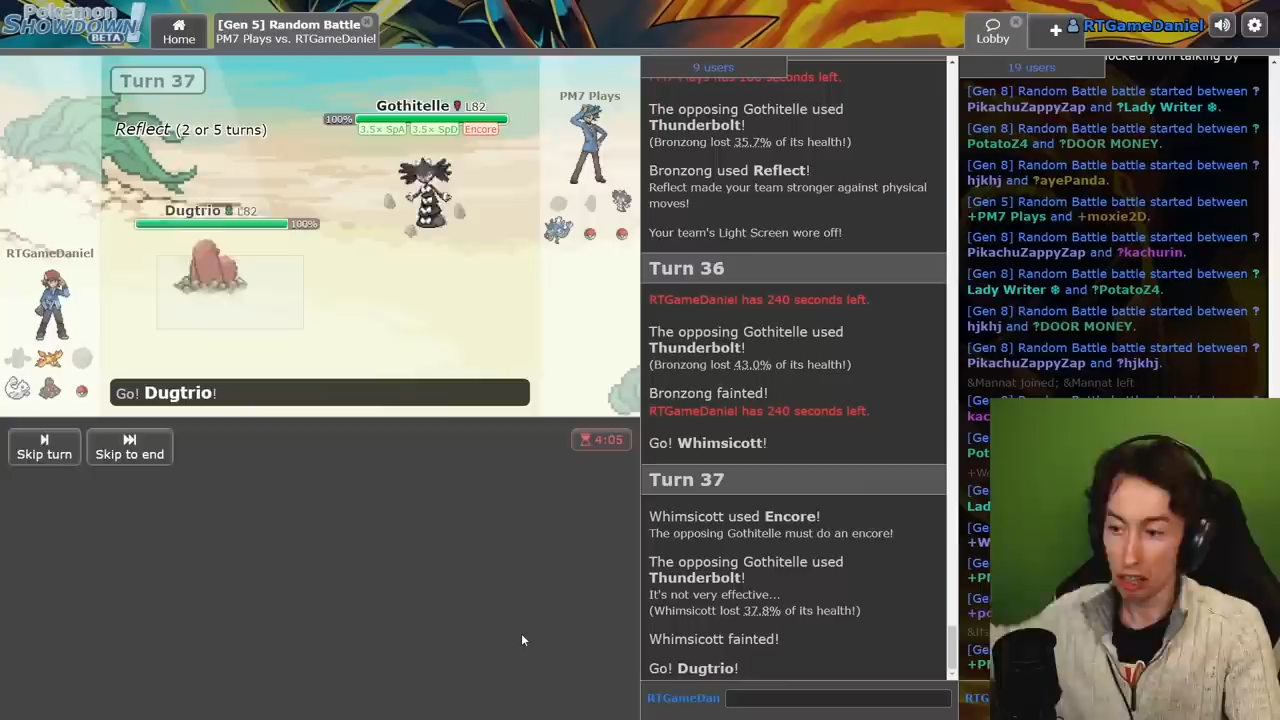 Pokémon
SHOWDOWN!
BETA
Home
[Gen 5] Random Battle
PM7 Plays vs. RTGameDaniel
Lobby
RTGameDaniel
Turn 37
Reflect (2 or 5 turns)
Gothitelle L82
100%
3.5× SpA 3.5× SpD Encore
PM7 Plays
Dugtrio L82
100%
RTGameDaniel
Go! Dugtrio!
Skip turn
Skip to end
4:05
9 users
The opposing Gothitelle used
Thunderbolt!
(Bronzong lost 35.7% of its health!)
Bronzong used Reflect!
Reflect made your team stronger against physical
moves!
Your team's Light Screen wore off!
Turn 36
RTGameDaniel has 240 seconds left.
The opposing Gothitelle used
Thunderbolt!
(Bronzong lost 43.0% of its health!)
Bronzong fainted!
RTGameDaniel has 240 seconds left.
Go! Whimsicott!
Turn 37
Whimsicott used Encore!
The opposing Gothitelle must do an encore!
The opposing Gothitelle used
Thunderbolt!
It's not very effective...
(Whimsicott lost 37.8% of its health!)
Whimsicott fainted!
Go! Dugtrio!
RTGameDan
19 users
locked from talking by
[Gen 8] Random Battle battle started between ?
PikachuZappyZap and ?Lady Writer ❄.
[Gen 8] Random Battle battle started between ?
PotatoZ4 and ?DOOR MONEY.
[Gen 8] Random Battle battle started between ?
hjkhj and ?ayePanda.
[Gen 5] Random Battle battle started between
+PM7 Plays and +moxie2D.
[Gen 8] Random Battle battle started between ?
PikachuZappyZap and ?kachurin.
[Gen 8] Random Battle battle started between ?
Lady Writer ❄ and ?PotatoZ4.
[Gen 8] Random Battle battle started between ?
hjkhj and ?DOOR MONEY.
[Gen 8] Random Battle battle started between ?
PikachuZappyZap and ?hjkhj.
&Mannat joined; &Mannat left